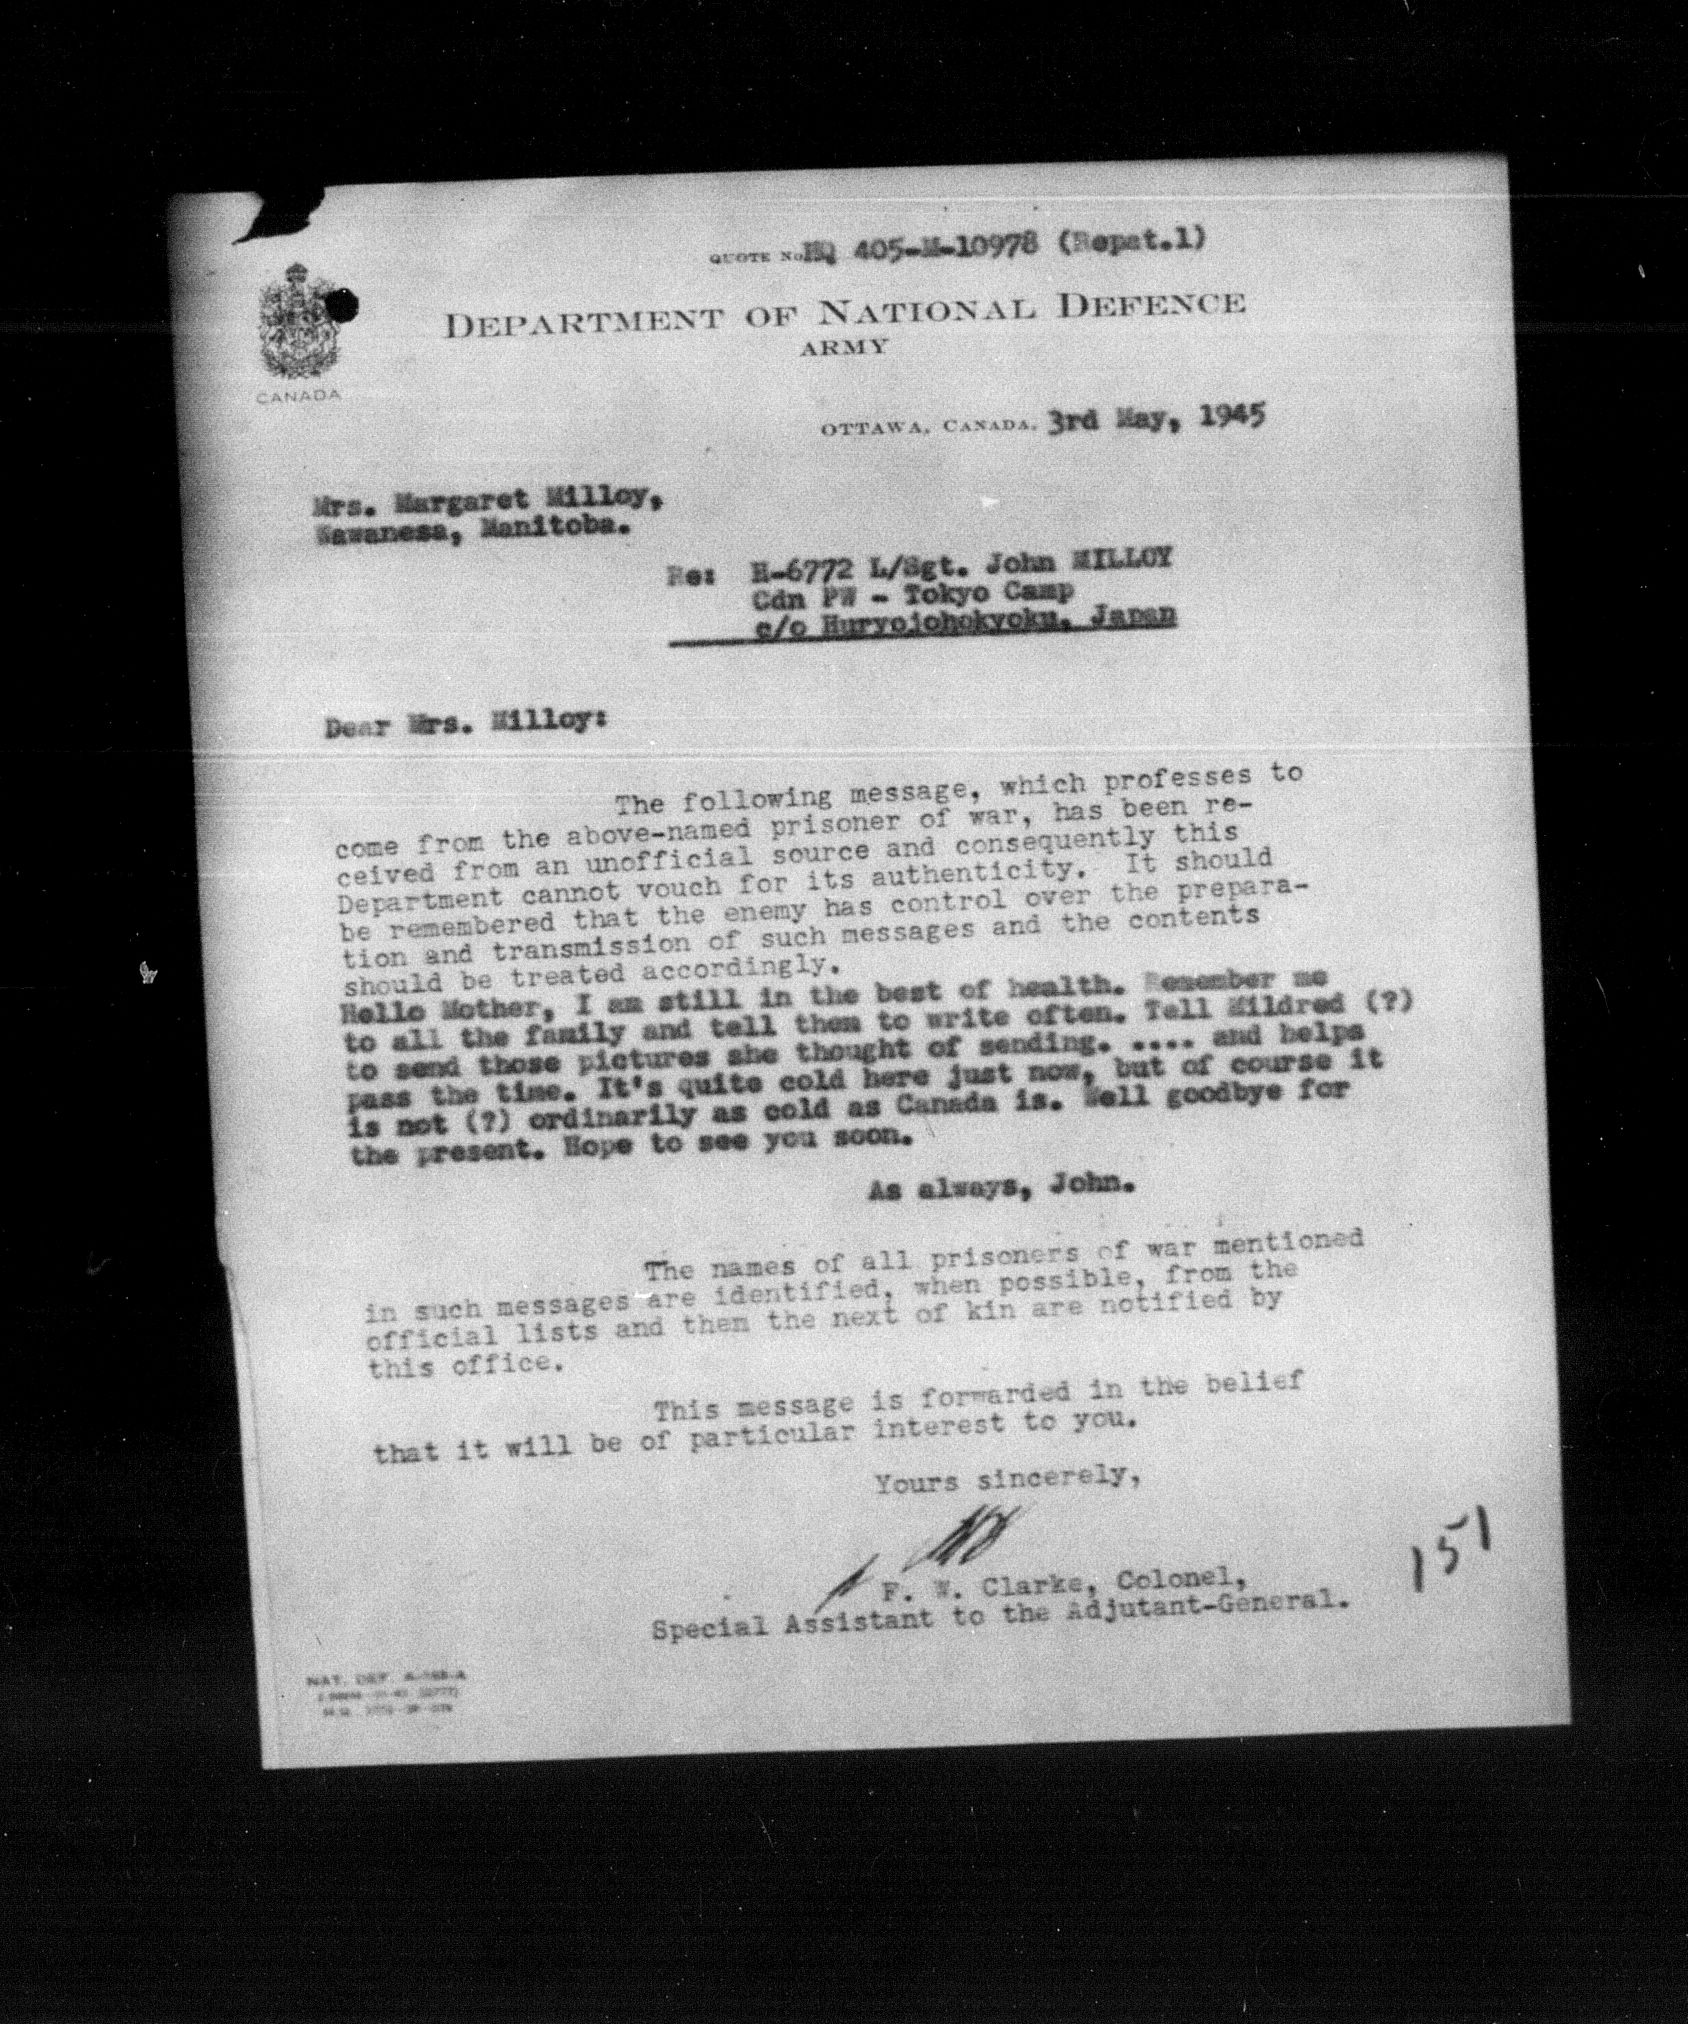 QUOTE No. HQ 405-M-10978 (Repat.1)
DEPARTMENT OF NATIONAL DEFENCE
ARMY
CANADA
OTTAWA, CANADA, 3rd May, 1945
Mrs. Margaret Milloy,
Wawanesa, Manitoba.
Re: H-6772 L/Sgt. John MILLOY
Cdn PW - Tokyo Camp
c/o Huryojohokyoku, Japan
Dear Mrs. Milloy:
The following message, which professes to
come from the above-named prisoner of war, has been re-
ceived from an unofficial source and consequently this
Department cannot vouch for its authenticity. It should
be remembered that the enemy has control over the prepara-
tion and transmission of such messages and the contents
should be treated accordingly.
Hello Mother, I am still in the best of health. Remember me
to all the family and tell them to write often. Tell Mildred (?)
to send those pictures she thought of sending. .... and helps
pass the time. It's quite cold here just now, but of course it
is not (?) ordinarily as cold as Canada is. Well goodbye for
the present. Hope to see you soon.
As always, John.
The names of all prisoners of war mentioned
in such messages are identified, when possible, from the
official lists and then the next of kin are notified by
this office.
This message is forwarded in the belief
that it will be of particular interest to you.
Yours sincerely,
F. W. Clarke, Colonel,
Special Assistant to the Adjutant-General.
151
NAT. DEF.